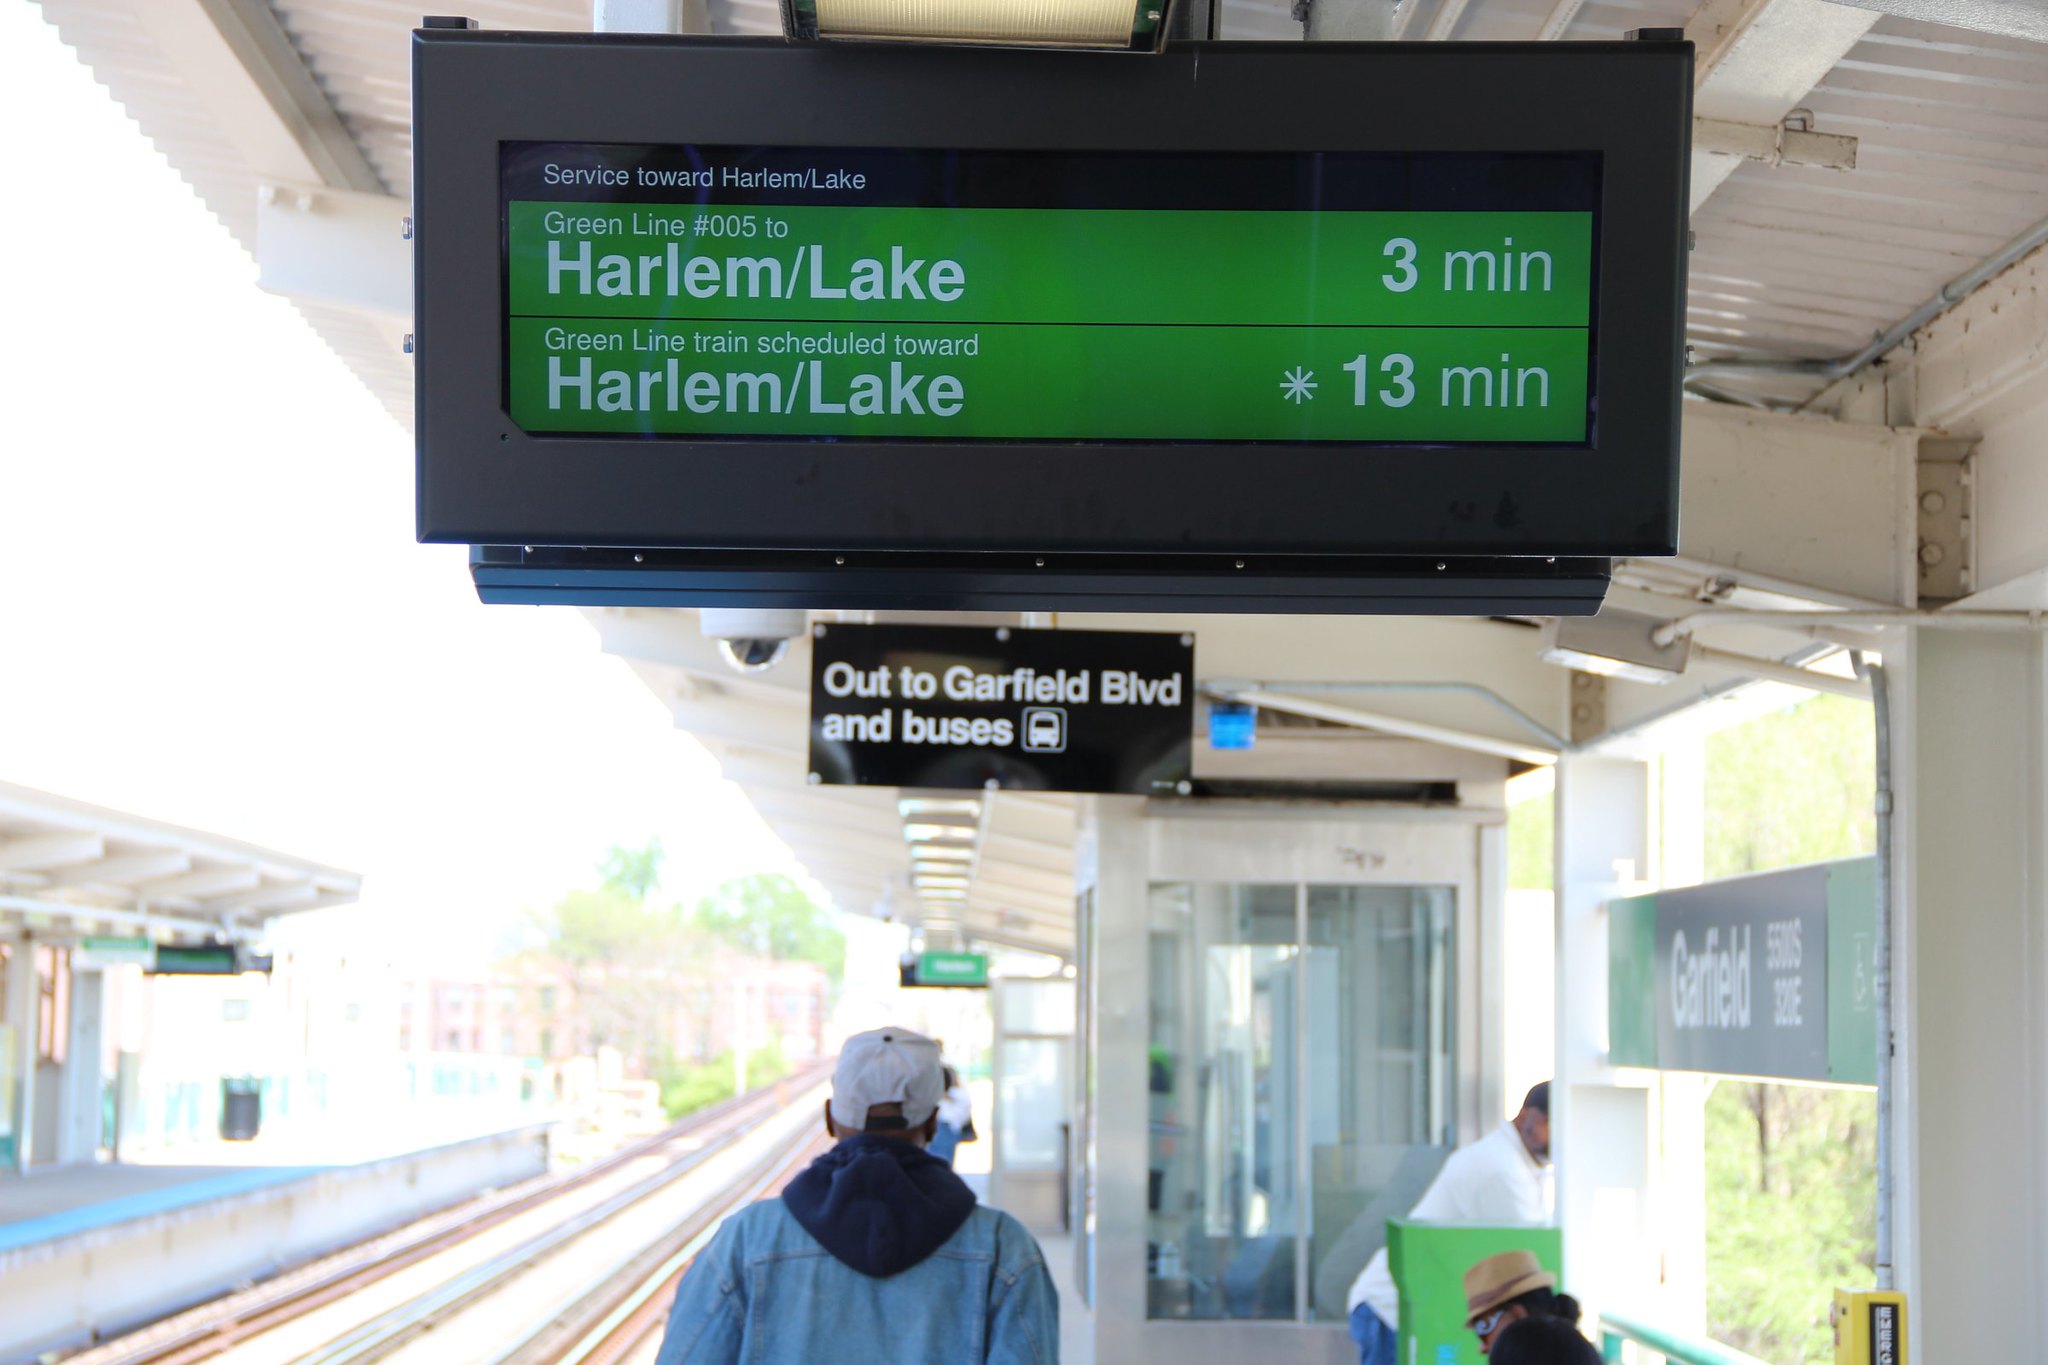 Service toward Harlem/Lake
Green Line #005 to
Harlem/Lake 3 min
Green Line train scheduled toward
Harlem/Lake * 13 min
Out to Garfield Blvd
and buses
Garfield 5500S
320E